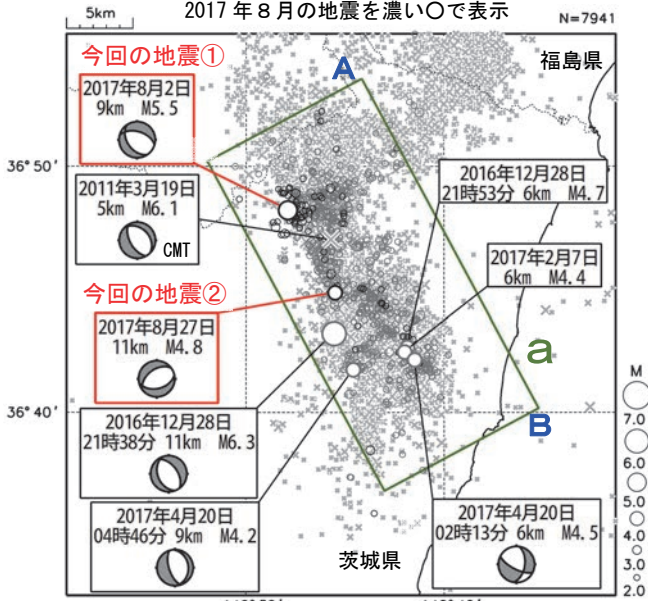 2017年８月の地震を濃い〇で表示
5km
N=7941
今回の地震①
A
福島県
2017年8月2日
9km M5.5
36°50′
2016年12月28日
21時53分 6km M4.7
2011年3月19日
5km M6.1
CMT
2017年2月7日
6km M4.4
今回の地震②
2017年8月27日
11km M4.8
a
M
7.0
6.0
5.0
4.0
3.0
2.0
36°40′
B
2016年12月28日
21時38分 11km M6.3
2017年4月20日
04時46分 9km M4.2
2017年4月20日
02時13分 6km M4.5
茨城県